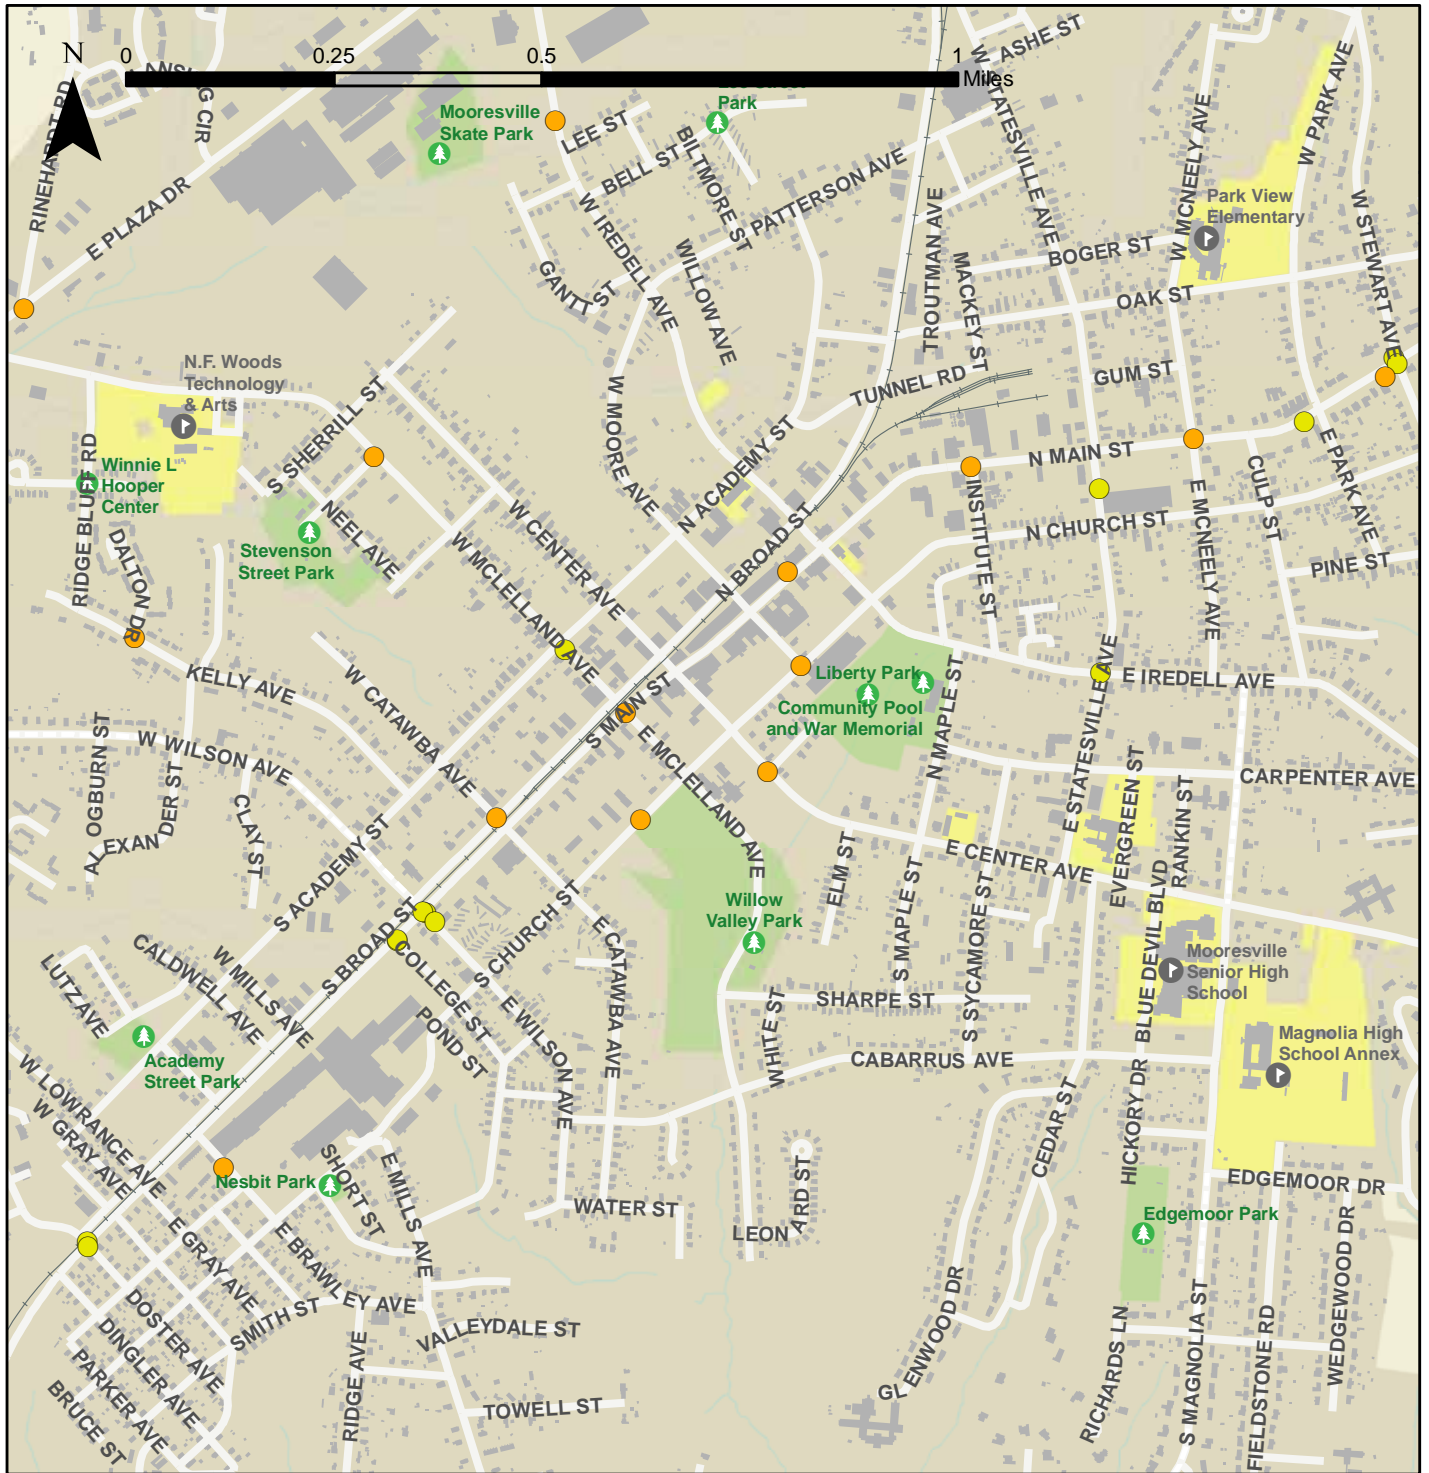 N
0
0.25
0.5
1
Miles
W ASHE ST
LANSING CIR
RINEHARDT RD
E PLAZA DR
Mooresville
Skate Park
Park
LEE ST
BELL ST
BILTMORE ST
PATTERSON AVE
W IREDELL AVE
GANTT ST
WILLOW AVE
W STATESVILLE AVE
TROUTMAN AVE
MACKEY ST
BOGER ST
OAK ST
W MCNEELY AVE
W PARK AVE
W STEWART AVE
Park View
Elementary
GUM ST
TUNNEL RD
N.F. Woods
Technology
& Arts
S SHERRILL ST
W MOORE AVE
N ACADEMY ST
N MAIN ST
CULP ST
E PARK AVE
RIDGE BLUFF RD
Winnie L
Hooper
Center
DALTON DR
NEEL AVE
Stevenson
Street Park
W CENTER AVE
W MCLELLAND AVE
N BROAD ST
INSTITUTE ST
N CHURCH ST
E MCNEELY AVE
PINE ST
KELLY AVE
W CATAWBA AVE
S MAIN ST
Liberty Park
Community Pool
and War Memorial
N MAPLE ST
E STATESVILLE AVE
E IREDELL AVE
OGBURN ST
W WILSON AVE
ALEXANDER ST
CLAY ST
E MCLELLAND AVE
EVERGREEN ST
RANKIN ST
CARPENTER AVE
S ACADEMY ST
ELM ST
E CENTER AVE
S MAPLE ST
S SYCAMORE ST
Willow
Valley Park
LUTZ AVE
CALDWELL AVE
W MILLS AVE
S BROAD ST
COLLEGE ST
S CHURCH ST
E CATAWBA AVE
POND ST
E WILSON AVE
BLUE DEVIL BLVD
Mooresville
Senior High
School
WHITE ST
SHARPE ST
CABARRUS AVE
Magnolia High
School Annex
Academy
Street Park
W LOWRANCE AVE
W GRAY AVE
CEDAR ST
HICKORY DR
Nesbit Park
SHORT ST
E MILLS AVE
WATER ST
LEONARD ST
EDGEMOOR DR
Edgemoor Park
E GRAY AVE
E BRAWLEY AVE
SMITH ST
VALLEYDALE ST
GLENWOOD DR
WEDGEWOOD DR
DOSTER AVE
DINGLER AVE
PARKER AVE
BRUCE ST
RIDGE AVE
TOWELL ST
RICHARDS LN
S MAGNOLIA ST
FIELDSTONE RD